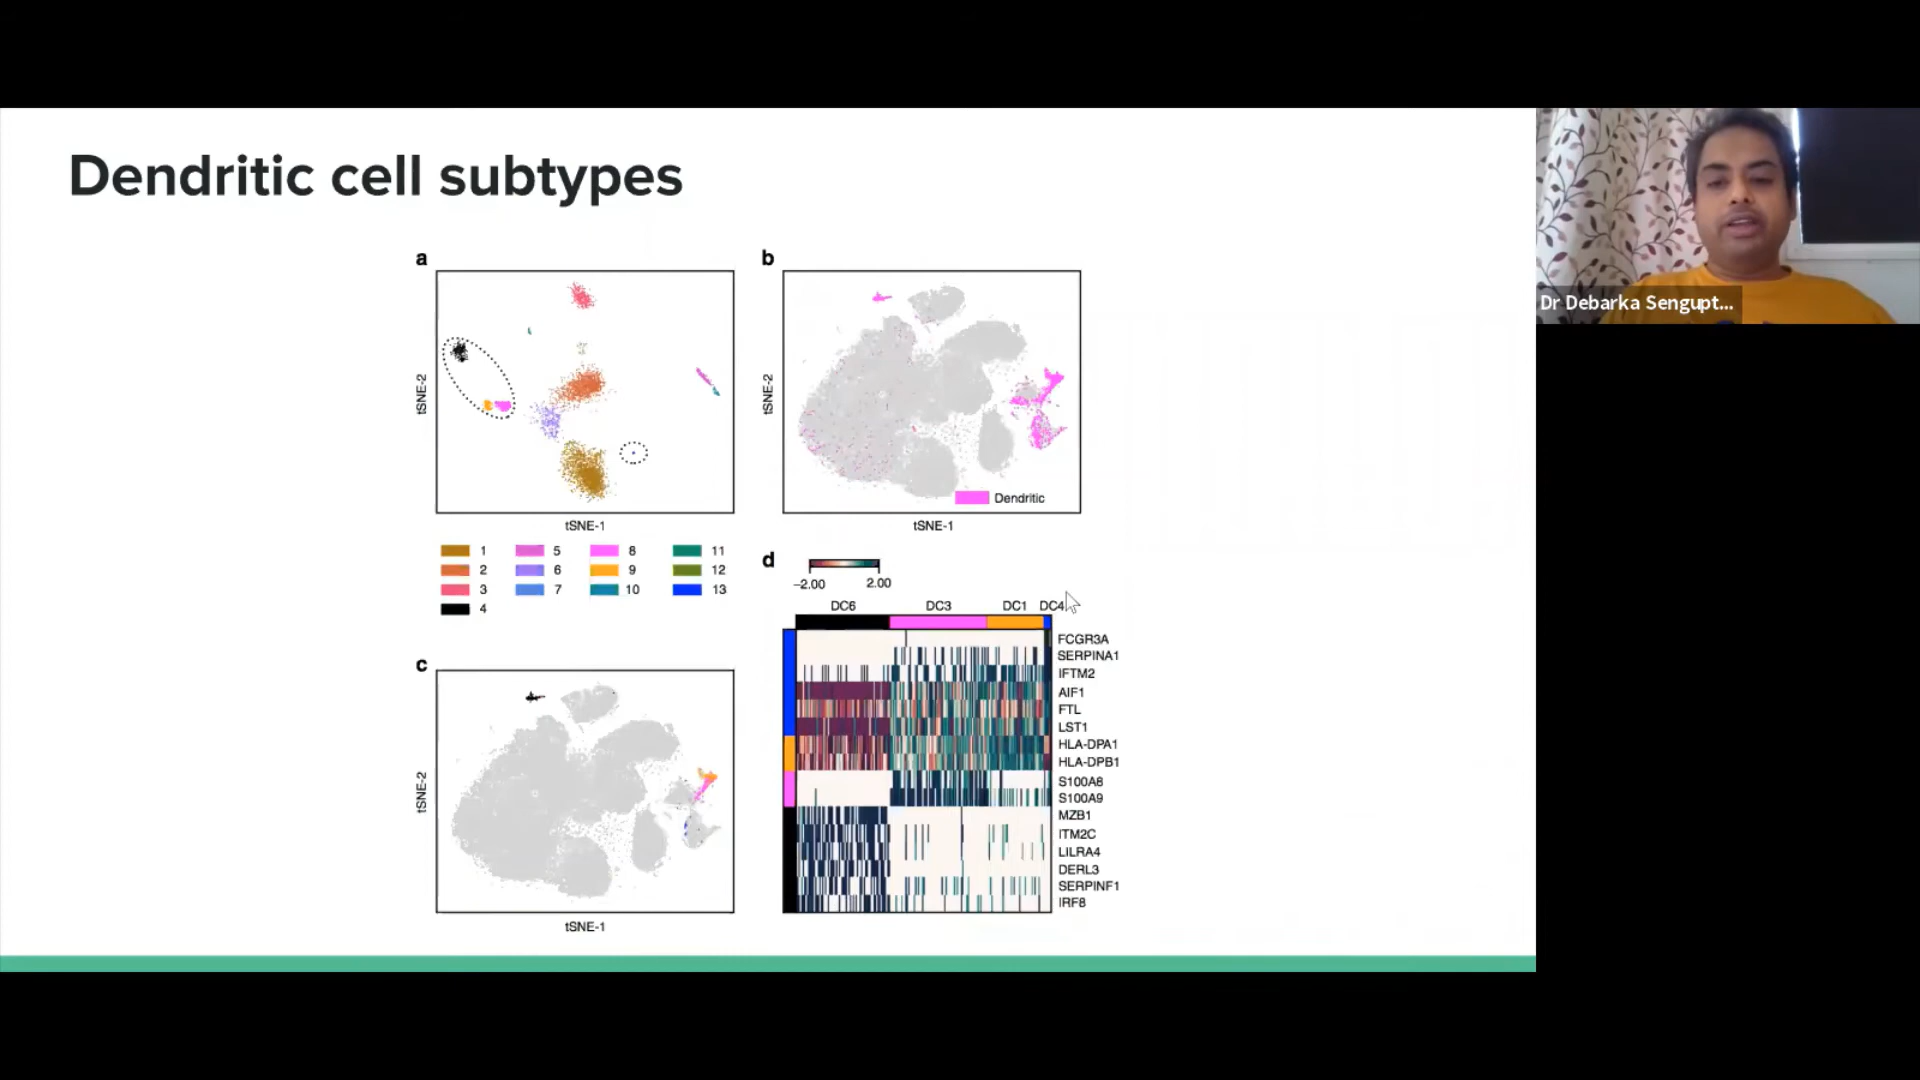 Dendritic cell subtypes
Dr Debarka Sengupt...
a
tSNE-2
tSNE-1
1 5 8 11
2 6 9 12
3 7 10 13
4
b
tSNE-2
Dendritic
tSNE-1
c
tSNE-2
tSNE-1
d
−2.00 2.00
DC6 DC3 DC1 DC4
FCGR3A
SERPINA1
IFTM2
AIF1
FTL
LST1
HLA-DPA1
HLA-DPB1
S100A8
S100A9
MZB1
ITM2C
LILRA4
DERL3
SERPINF1
IRF8